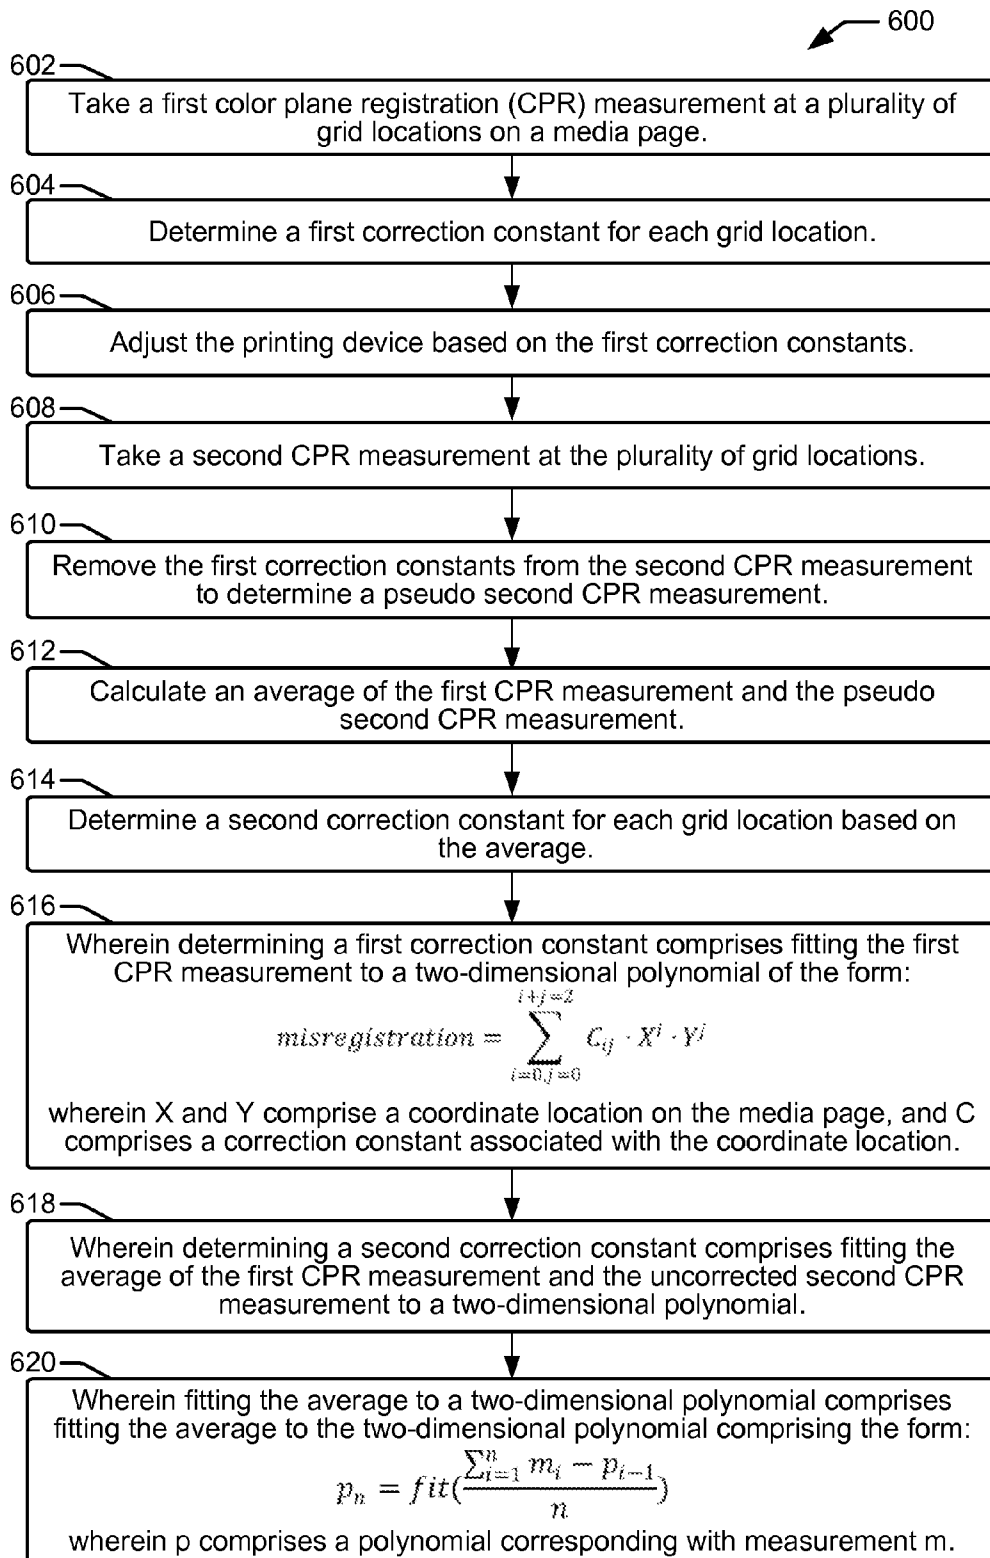 600
602
Take a first color plane registration (CPR) measurement at a plurality of
grid locations on a media page.
604
Determine a first correction constant for each grid location.
606
Adjust the printing device based on the first correction constants.
608
Take a second CPR measurement at the plurality of grid locations.
610
Remove the first correction constants from the second CPR measurement
to determine a pseudo second CPR measurement.
612
Calculate an average of the first CPR measurement and the pseudo
second CPR measurement.
614
Determine a second correction constant for each grid location based on
the average.
616
Wherein determining a first correction constant comprises fitting the first
CPR measurement to a two-dimensional polynomial of the form:
i+j=2
misregistration = ∑ C_{ij} · X^i · Y^j
i=0,j=0
wherein X and Y comprise a coordinate location on the media page, and C
comprises a correction constant associated with the coordinate location.
618
Wherein determining a second correction constant comprises fitting the
average of the first CPR measurement and the uncorrected second CPR
measurement to a two-dimensional polynomial.
620
Wherein fitting the average to a two-dimensional polynomial comprises
fitting the average to the two-dimensional polynomial comprising the form:
p_n = fit(\frac{∑_{i=1}^{n} m_i − p_{i−1}}{n})
wherein p comprises a polynomial corresponding with measurement m.